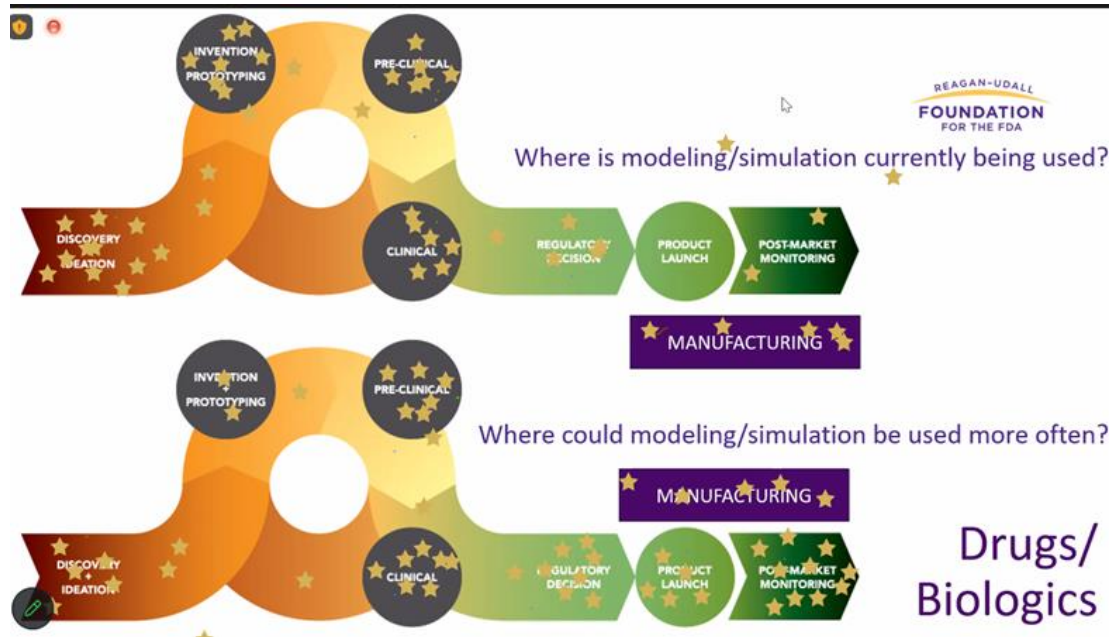 INVENTION
+
PROTOTYPING
PRE-CLINICAL
REAGAN-UDALL
FOUNDATION
FOR THE FDA
Where is modeling/simulation currently being used?
DISCOVERY
+
IDEATION
CLINICAL
REGULATORY
DECISION
PRODUCT
LAUNCH
POST-MARKET
MONITORING
MANUFACTURING
INVENTION
+
PROTOTYPING
PRE-CLINICAL
Where could modeling/simulation be used more often?
MANUFACTURING
DISCOVERY
+
IDEATION
CLINICAL
REGULATORY
DECISION
PRODUCT
LAUNCH
POST-MARKET
MONITORING
Drugs/
Biologics